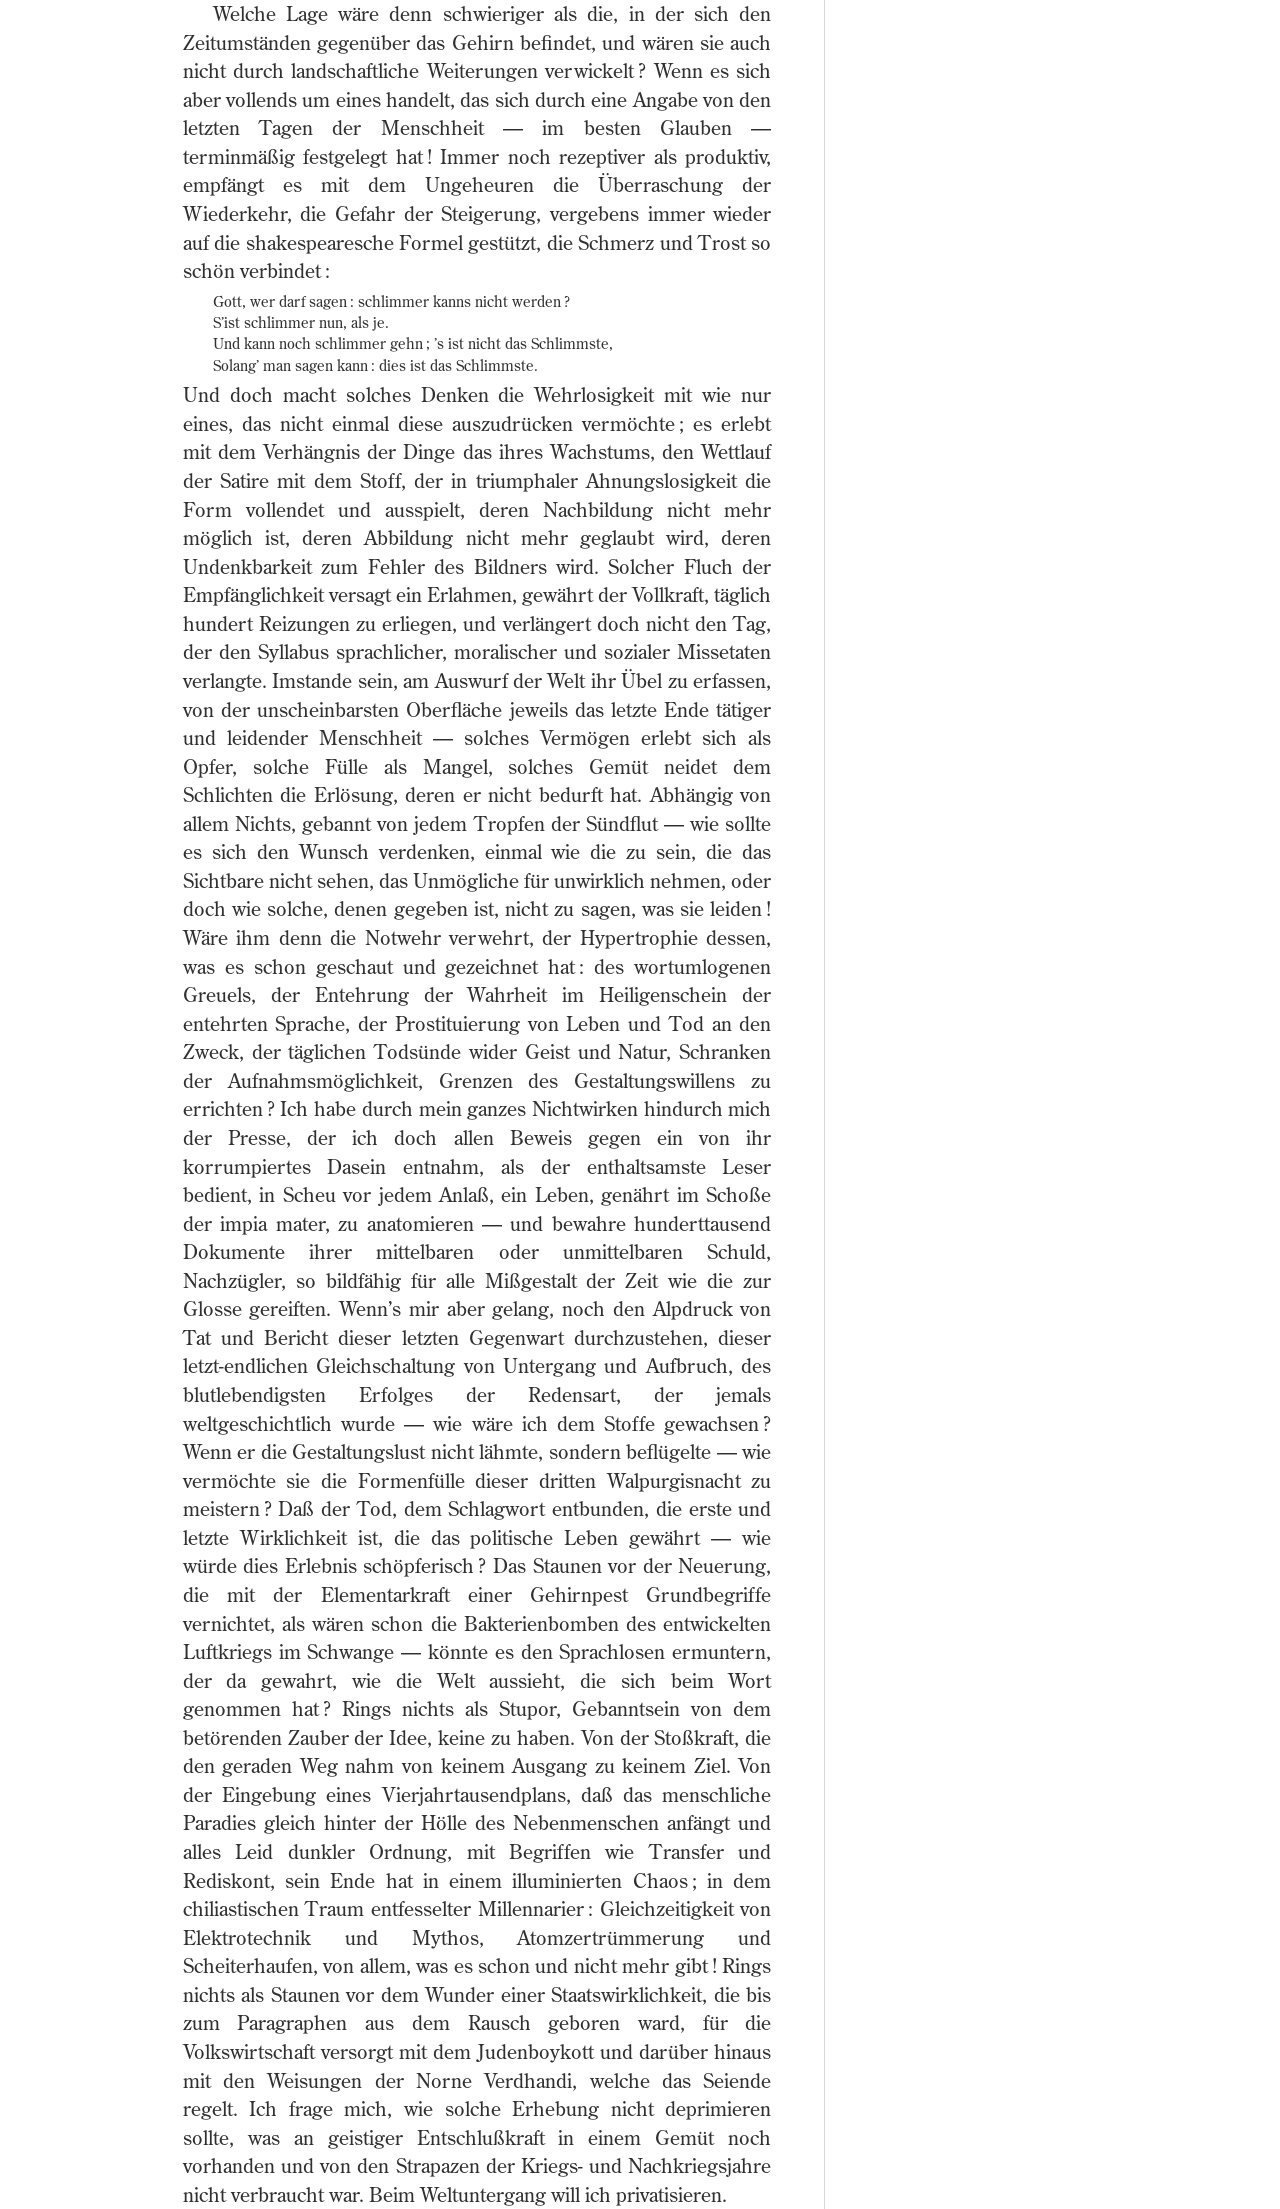 Welche Lage wäre denn schwieriger als die, in der sich den
Zeitumständen gegenüber das Gehirn befindet, und wären sie auch
nicht durch landschaftliche Weiterungen verwickelt? Wenn es sich
aber vollends um eines handelt, das sich durch eine Angabe von den
letzten Tagen der Menschheit — im besten Glauben —
terminmäßig festgelegt hat! Immer noch rezeptiver als produktiv,
empfängt es mit dem Ungeheuren die Überraschung der
Wiederkehr, die Gefahr der Steigerung, vergebens immer wieder
auf die shakespearesche Formel gestützt, die Schmerz und Trost so
schön verbindet:
Gott, wer darf sagen: schlimmer kanns nicht werden?
S’ist schlimmer nun, als je.
Und kann noch schlimmer gehn; ’s ist nicht das Schlimmste,
Solang’ man sagen kann: dies ist das Schlimmste.
Und doch macht solches Denken die Wehrlosigkeit mit wie nur
eines, das nicht einmal diese auszudrücken vermöchte; es erlebt
mit dem Verhängnis der Dinge das ihres Wachstums, den Wettlauf
der Satire mit dem Stoff, der in triumphaler Ahnungslosigkeit die
Form vollendet und ausspielt, deren Nachbildung nicht mehr
möglich ist, deren Abbildung nicht mehr geglaubt wird, deren
Undenkbarkeit zum Fehler des Bildners wird. Solcher Fluch der
Empfänglichkeit versagt ein Erlahmen, gewährt der Vollkraft, täglich
hundert Reizungen zu erliegen, und verlängert doch nicht den Tag,
der den Syllabus sprachlicher, moralischer und sozialer Missetaten
verlangte. Imstande sein, am Auswurf der Welt ihr Übel zu erfassen,
von der unscheinbarsten Oberfläche jeweils das letzte Ende tätiger
und leidender Menschheit — solches Vermögen erlebt sich als
Opfer, solche Fülle als Mangel, solches Gemüt neidet dem
Schlichten die Erlösung, deren er nicht bedurft hat. Abhängig von
allem Nichts, gebannt von jedem Tropfen der Sündflut — wie sollte
es sich den Wunsch verdenken, einmal wie die zu sein, die das
Sichtbare nicht sehen, das Unmögliche für unwirklich nehmen, oder
doch wie solche, denen gegeben ist, nicht zu sagen, was sie leiden!
Wäre ihm denn die Notwehr verwehrt, der Hypertrophie dessen,
was es schon geschaut und gezeichnet hat: des wortumlogenen
Greuels, der Entehrung der Wahrheit im Heiligenschein der
entehrten Sprache, der Prostituierung von Leben und Tod an den
Zweck, der täglichen Todsünde wider Geist und Natur, Schranken
der Aufnahmsmöglichkeit, Grenzen des Gestaltungswillens zu
errichten? Ich habe durch mein ganzes Nichtwirken hindurch mich
der Presse, der ich doch allen Beweis gegen ein von ihr
korrumpiertes Dasein entnahm, als der enthaltsamste Leser
bedient, in Scheu vor jedem Anlaß, ein Leben, genährt im Schoße
der impia mater, zu anatomieren — und bewahre hunderttausend
Dokumente ihrer mittelbaren oder unmittelbaren Schuld,
Nachzügler, so bildfähig für alle Mißgestalt der Zeit wie die zur
Glosse gereiften. Wenn’s mir aber gelang, noch den Alpdruck von
Tat und Bericht dieser letzten Gegenwart durchzustehen, dieser
letzt-endlichen Gleichschaltung von Untergang und Aufbruch, des
blutlebendigsten Erfolges der Redensart, der jemals
weltgeschichtlich wurde — wie wäre ich dem Stoffe gewachsen?
Wenn er die Gestaltungslust nicht lähmte, sondern beflügelte — wie
vermöchte sie die Formenfülle dieser dritten Walpurgisnacht zu
meistern? Daß der Tod, dem Schlagwort entbunden, die erste und
letzte Wirklichkeit ist, die das politische Leben gewährt — wie
würde dies Erlebnis schöpferisch? Das Staunen vor der Neuerung,
die mit der Elementarkraft einer Gehirnpest Grundbegriffe
vernichtet, als wären schon die Bakterienbomben des entwickelten
Luftkriegs im Schwange — könnte es den Sprachlosen ermuntern,
der da gewahrt, wie die Welt aussieht, die sich beim Wort
genommen hat? Rings nichts als Stupor, Gebanntsein von dem
betörenden Zauber der Idee, keine zu haben. Von der Stoßkraft, die
den geraden Weg nahm von keinem Ausgang zu keinem Ziel. Von
der Eingebung eines Vierjahrtausendplans, daß das menschliche
Paradies gleich hinter der Hölle des Nebenmenschen anfängt und
alles Leid dunkler Ordnung, mit Begriffen wie Transfer und
Rediskont, sein Ende hat in einem illuminierten Chaos; in dem
chiliastischen Traum entfesselter Millennarier: Gleichzeitigkeit von
Elektrotechnik und Mythos, Atomzertrümmerung und
Scheiterhaufen, von allem, was es schon und nicht mehr gibt! Rings
nichts als Staunen vor dem Wunder einer Staatswirklichkeit, die bis
zum Paragraphen aus dem Rausch geboren ward, für die
Volkswirtschaft versorgt mit dem Judenboykott und darüber hinaus
mit den Weisungen der Norne Verdhandi, welche das Seiende
regelt. Ich frage mich, wie solche Erhebung nicht deprimieren
sollte, was an geistiger Entschlußkraft in einem Gemüt noch
vorhanden und von den Strapazen der Kriegs- und Nachkriegsjahre
nicht verbraucht war. Beim Weltuntergang will ich privatisieren.